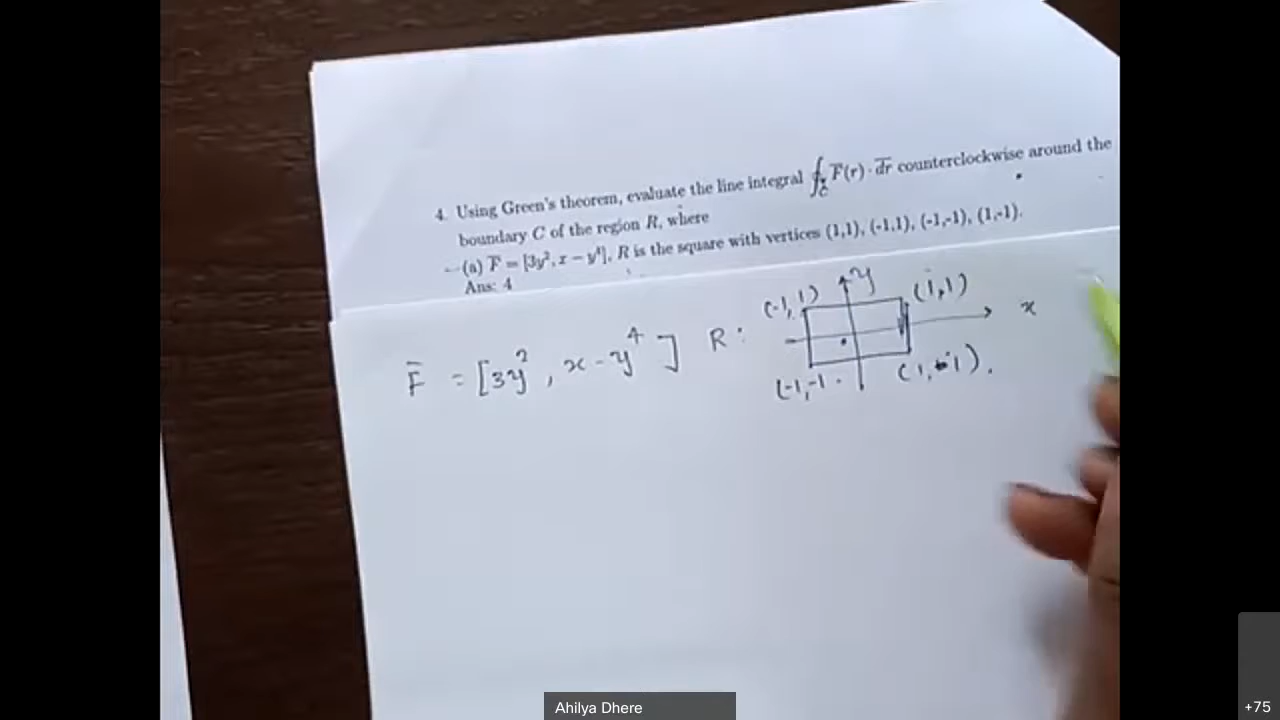 4. Using Green's theorem, evaluate the line integral ∮_C F̅(r) · d̅r̅ counterclockwise around the
boundary C of the region R, where
(a) F̅ = [3y², x − y⁴], R is the square with vertices (1,1), (-1,1), (-1,-1), (1,-1).
Ans: 4
F̅ = [3y², x - y⁴] R:
y
(-1, 1) (1, 1)
x
(-1, -1 (1, -1).
Ahilya Dhere
+75